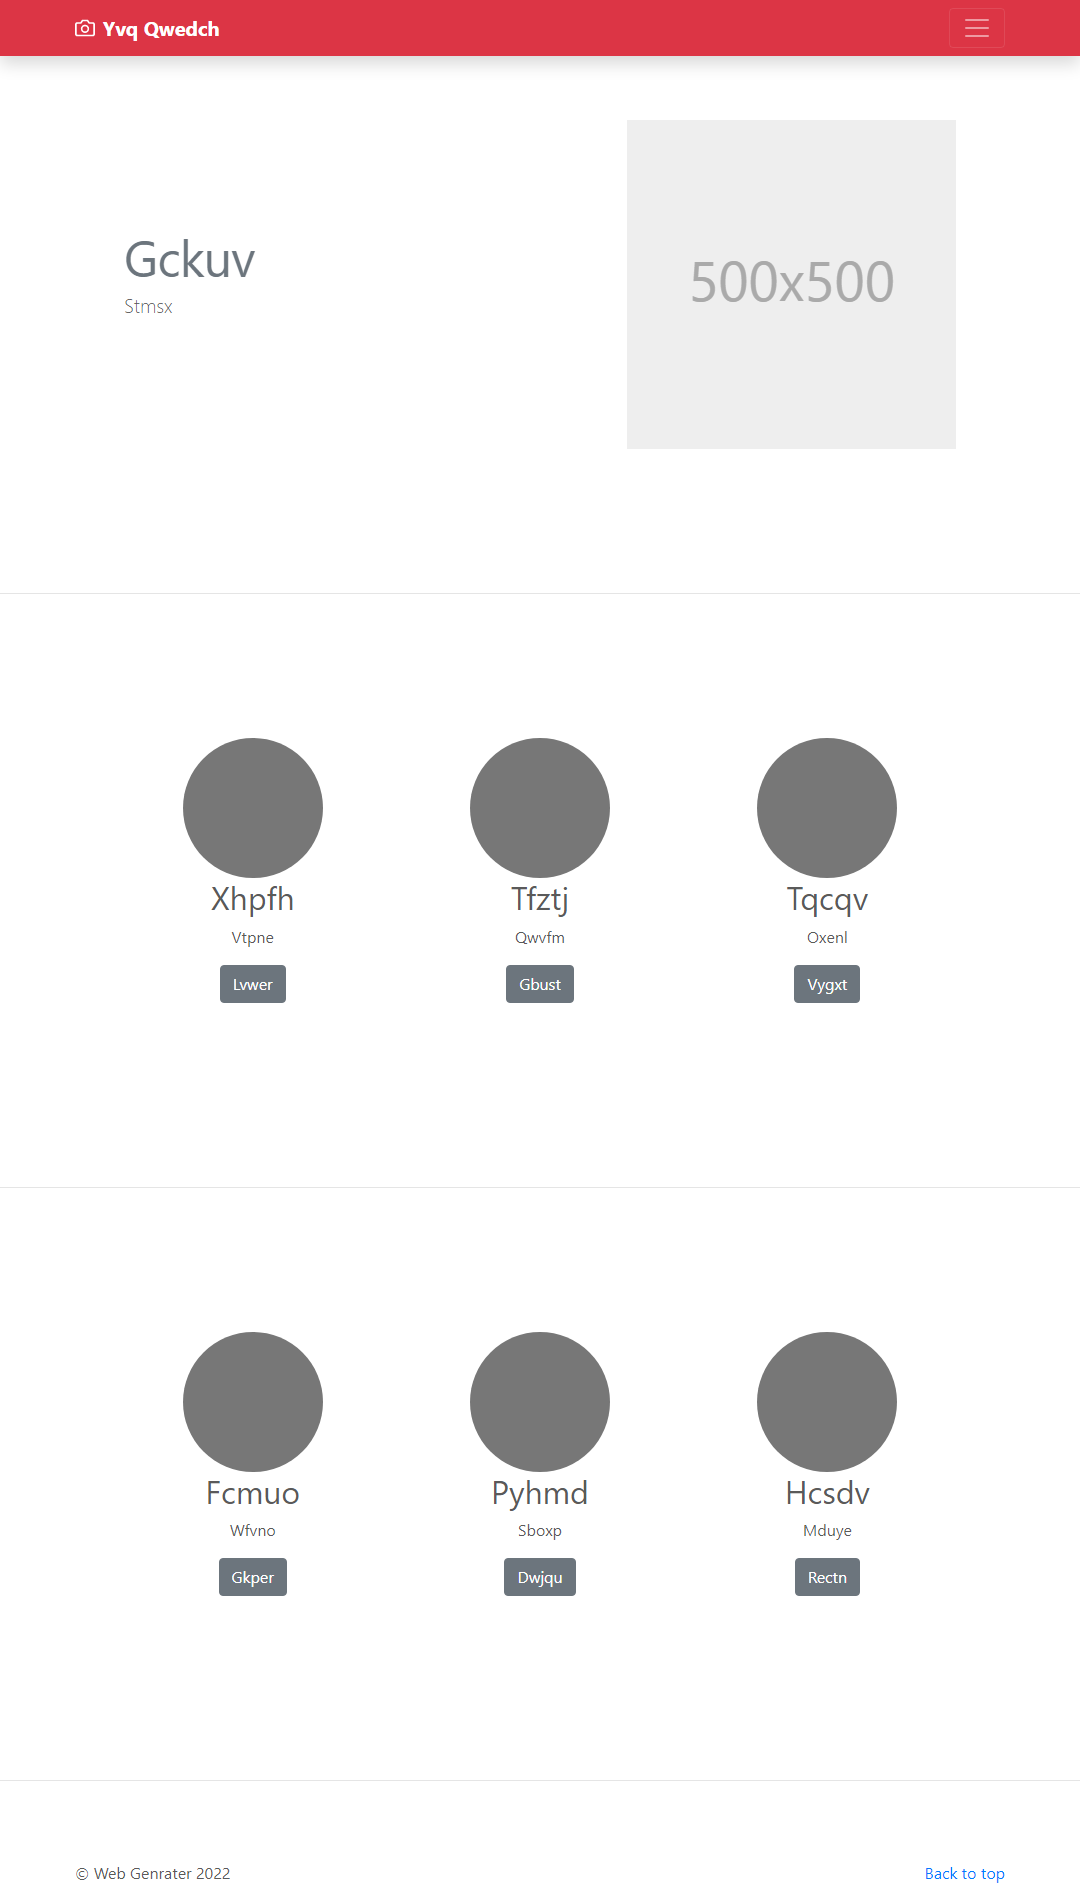 Yvq Qwedch
Gckuv
Stmsx
500x500
Xhpfh
Vtpne
Lvwer
Tfztj
Qwvfm
Gbust
Tqcqv
Oxenl
Vygxt
Fcmuo
Wfvno
Gkper
Pyhmd
Sboxp
Dwjqu
Hcsdv
Mduye
Rectn
© Web Genrater 2022
Back to top